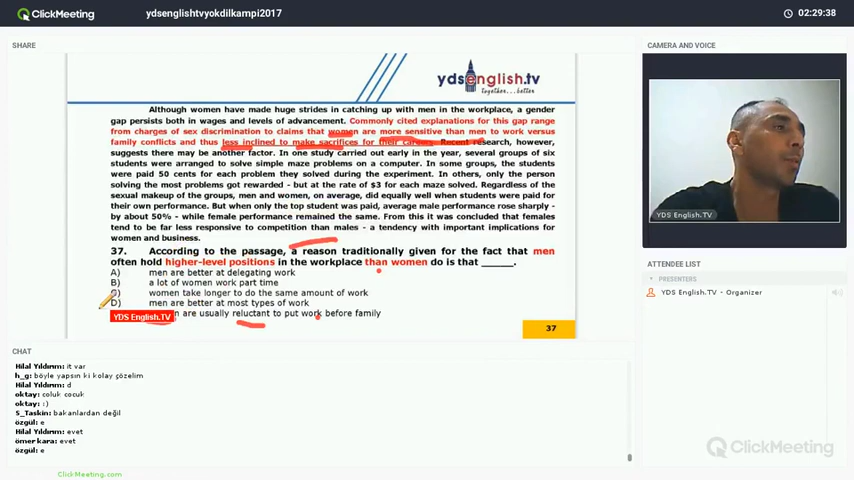 ClickMeeting
ydsenglishtvyokdilkampi2017
02:29:38
SHARE
CAMERA AND VOICE
ydsenglish.tv
together...better...
Although women have made huge strides in catching up with men in the workplace, a gender
gap persists both in wages and levels of advancement. Commonly cited explanations for this gap range
from charges of sex discrimination to claims that women are more sensitive than men to work versus
family conflicts and thus less inclined to make sacrifices for their careers. Recent research, however,
suggests there may be another factor. In one study carried out early in the year, several groups of six
students were arranged to solve simple maze problems on a computer. In some groups, the students
were paid 50 cents for each problem they solved during the experiment. In others, only the person
solving the most problems got rewarded - but at the rate of $3 for each maze solved. Regardless of the
sexual makeup of the groups, men and women, on average, did equally well when students were paid for
their own performance. But when only the top student was paid, average male performance rose sharply -
by about 50% - while female performance remained the same. From this it was concluded that females
tend to be far less responsive to competition than males - a tendency with important implications for
women and business.
37. According to the passage, a reason traditionally given for the fact that men
often hold higher-level positions in the workplace than women do is that ______.
A) men are better at delegating work
B) a lot of women work part time
C) women take longer to do the same amount of work
D) men are better at most types of work
YDS English.TV en are usually reluctant to put work before family
37
YDS English.TV
ATTENDEE LIST
PRESENTERS
YDS English.TV - Organizer
CHAT
Hilal Yıldırım: it var
h_g: böyle yapsın ki kolay çözelim
Hilal Yıldırım: d
oktay: coluk cocuk
oktay: :)
S_Taskin: bakanlardan değil
özgül: e
Hilal Yıldırım: evet
ömer kara: evet
özgül: e
ClickMeeting
ClickMeeting.com